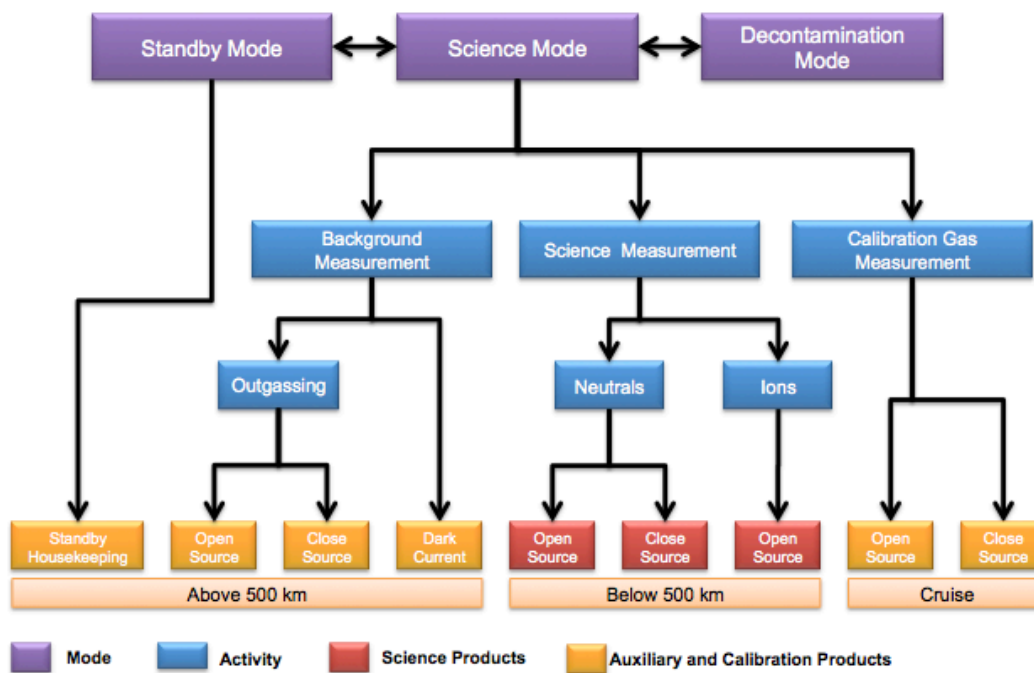 Standby Mode
Science Mode
Decontamination
Mode
Background
Measurement
Science Measurement
Calibration Gas
Measurement
Outgassing
Neutrals
Ions
Standby
Housekeeping
Open
Source
Close
Source
Dark
Current
Open
Source
Close
Source
Open
Source
Open
Source
Close
Source
Above 500 km
Below 500 km
Cruise
Mode
Activity
Science Products
Auxiliary and Calibration Products